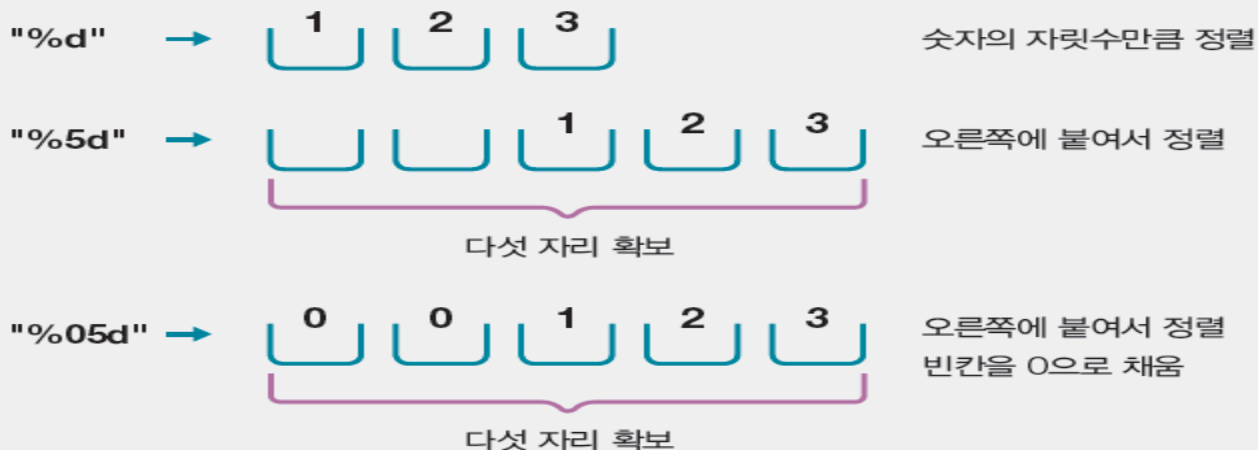 "%d" → 1 2 3 숫자의 자릿수만큼 정렬
"%5d" → 1 2 3 오른쪽에 붙여서 정렬
다섯 자리 확보
"%05d" → 0 0 1 2 3 오른쪽에 붙여서 정렬
빈칸을 0으로 채움
다섯 자리 확보